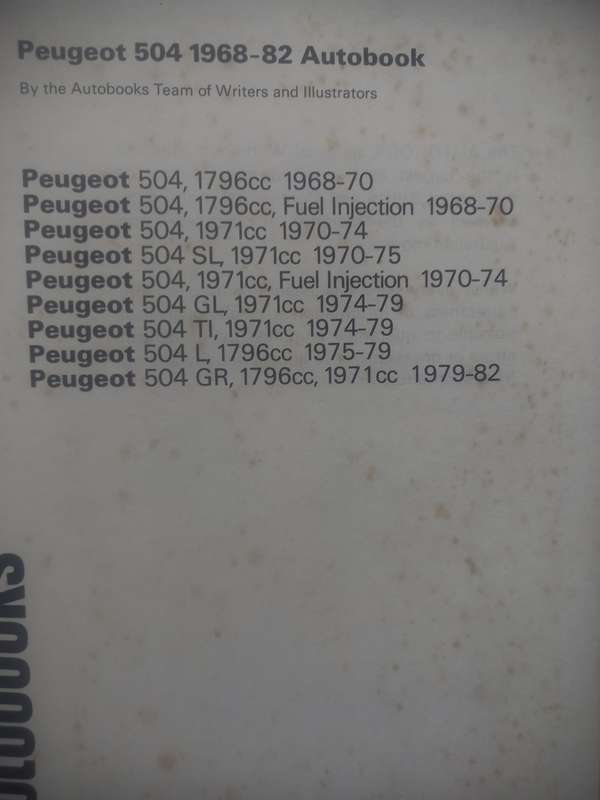 Peugeot 504 1968-82 Autobook
By the Autobooks Team of Writers and Illustrators
Peugeot 504, 1796cc 1968-70
Peugeot 504, 1796cc, Fuel Injection 1968-70
Peugeot 504, 1971cc 1970-74
Peugeot 504 SL, 1971cc 1970-75
Peugeot 504, 1971cc, Fuel Injection 1970-74
Peugeot 504 GL, 1971cc 1974-79
Peugeot 504 TI, 1971cc 1974-79
Peugeot 504 L, 1796cc 1975-79
Peugeot 504 GR, 1796cc, 1971cc 1979-82